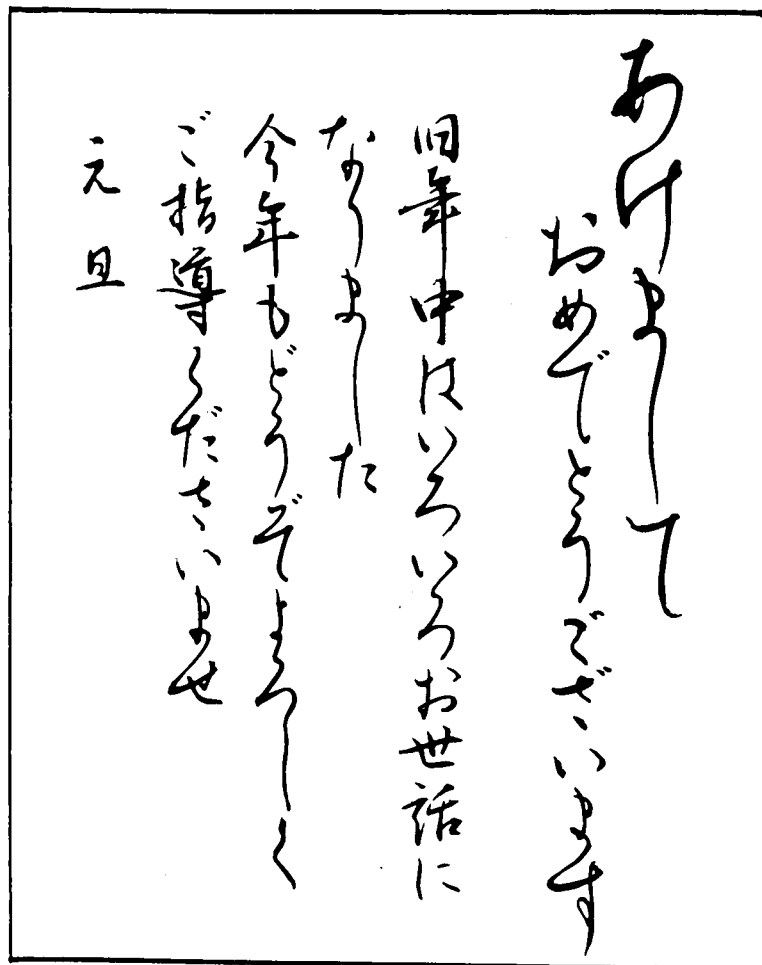 あけまして
おめでとうございます
旧年中はいろいろお世話に
なりました
今年もどうぞよろしく
ご指導くださいませ
元旦